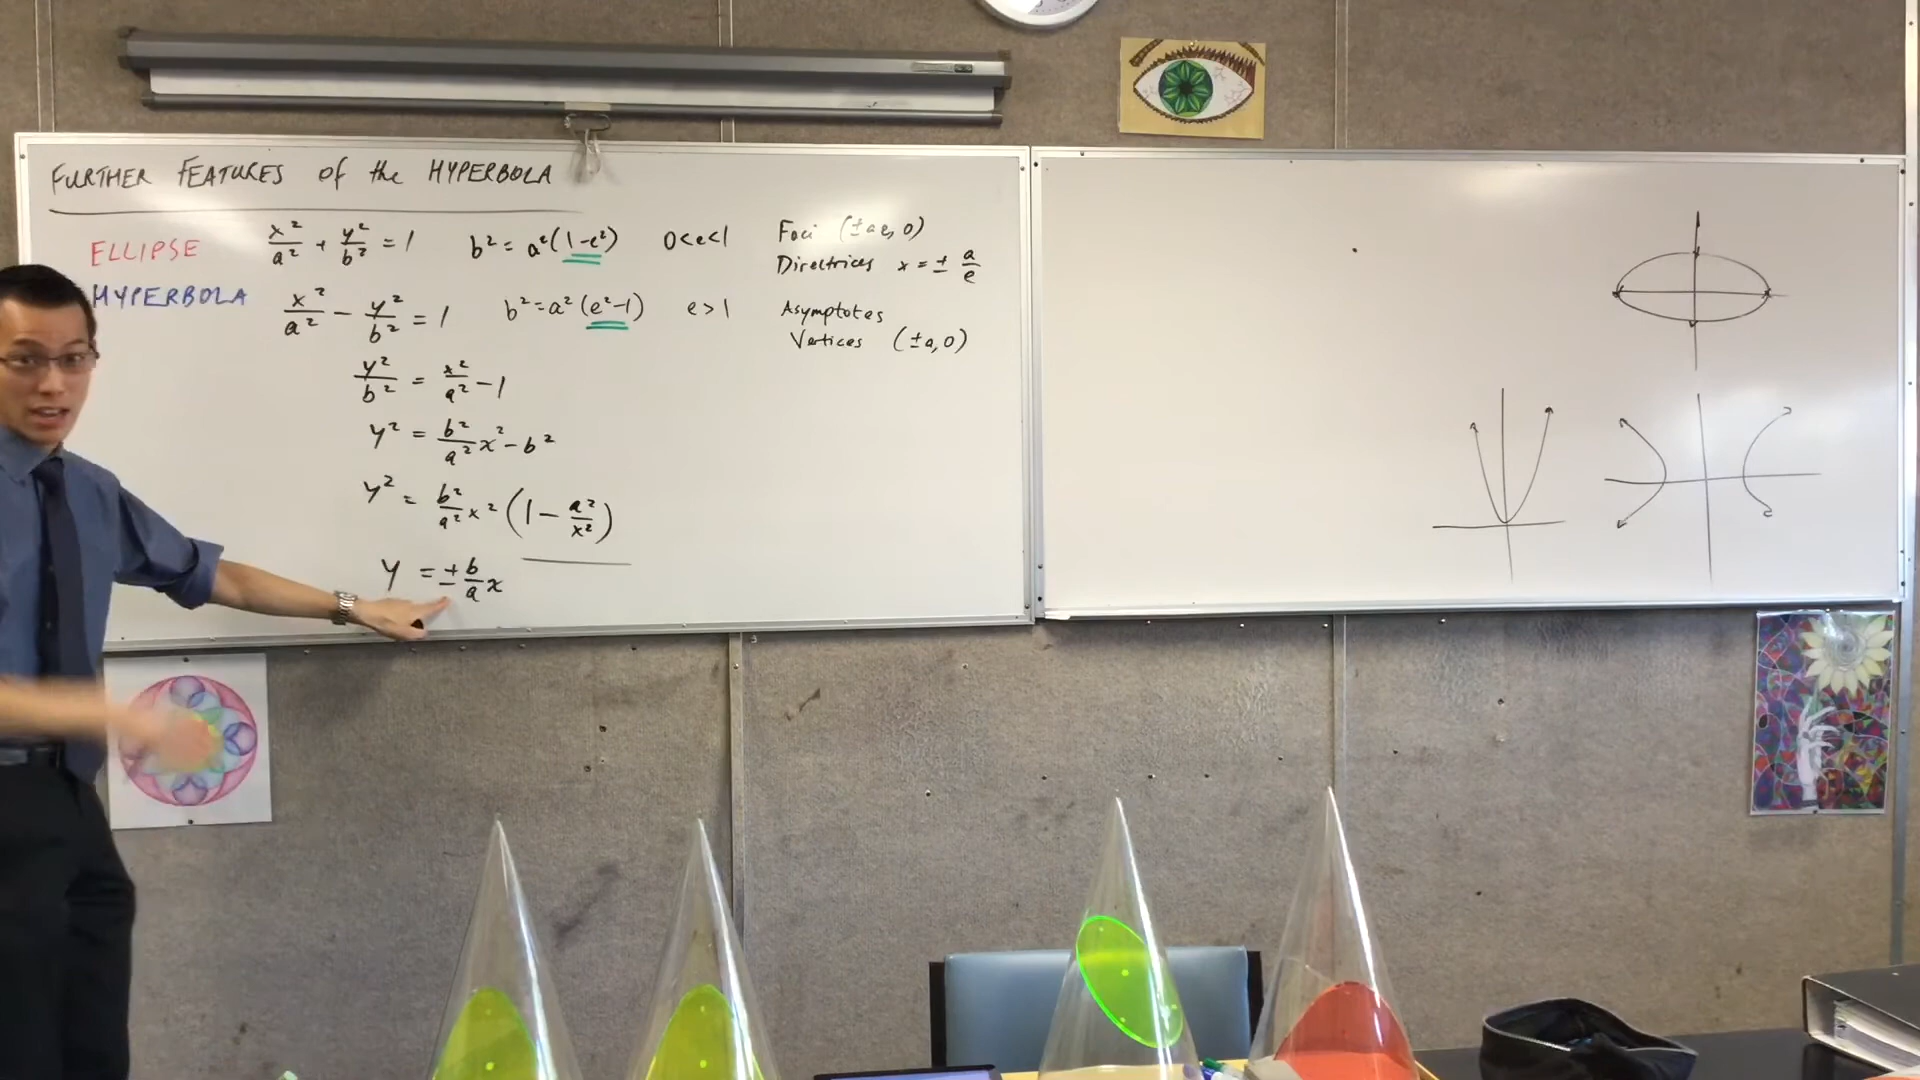 FURTHER FEATURES of the HYPERBOLA
ELLIPSE x²/a² + y²/b² = 1 b² = a²(1-e²) 0<e<1
HYPERBOLA x²/a² - y²/b² = 1 b² = a²(e²-1) e>1
y²/b² = x²/a² - 1
y² = b²/a² x² - b²
y² = b²/a² x² (1 - a²/x²)
y = ± b/a x
Foci (±ae, 0)
Directrices x = ± a/e
Asymptotes
Vertices (±a, 0)